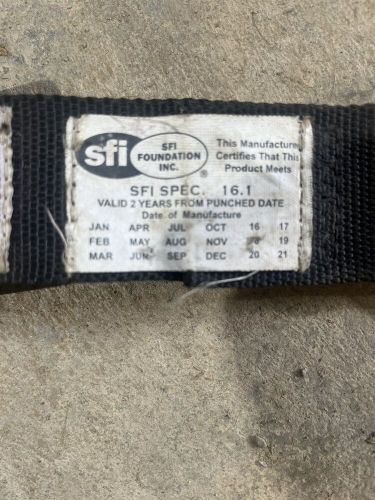 sfi
SFI
FOUNDATION
INC.
®
This Manufacture
Certifies That This
Product Meets
SFI SPEC. 16.1
VALID 2 YEARS FROM PUNCHED DATE
Date of Manufacture
JAN APR JUL OCT 16 17
FEB MAY AUG NOV 19
MAR JUN SEP DEC 20 21